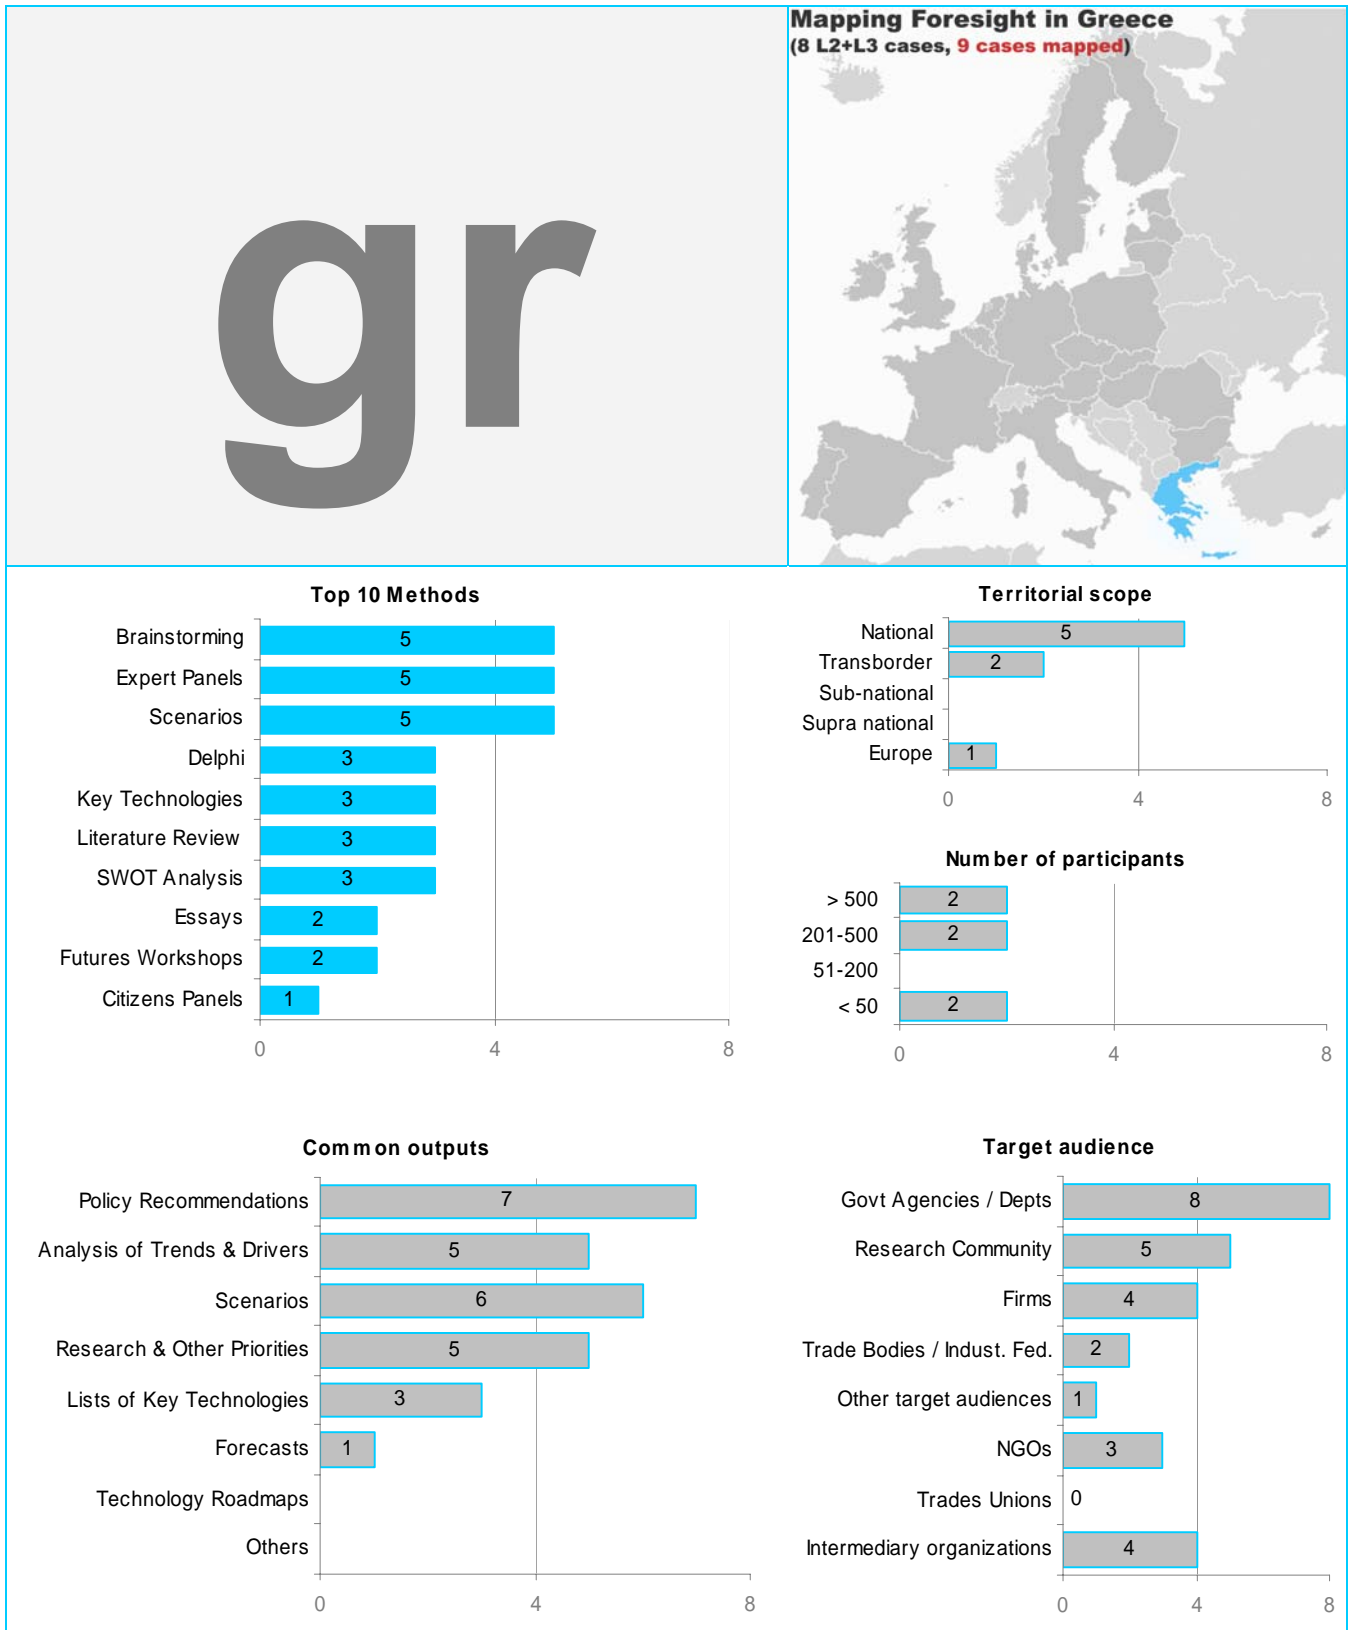 gr
Mapping Foresight in Greece
(8 L2+L3 cases, 9 cases mapped)
Top 10 Methods
Brainstorming 5
Expert Panels 5
Scenarios 5
Delphi 3
Key Technologies 3
Literature Review 3
SWOT Analysis 3
Essays 2
Futures Workshops 2
Citizens Panels 1
0 4 8
Territorial scope
National 5
Transborder 2
Sub-national
Supra national
Europe 1
0 4 8
Number of participants
> 500 2
201-500 2
51-200
< 50 2
0 4 8
Common outputs
Policy Recommendations 7
Analysis of Trends & Drivers 5
Scenarios 6
Research & Other Priorities 5
Lists of Key Technologies 3
Forecasts 1
Technology Roadmaps
Others
0 4 8
Target audience
Govt Agencies / Depts 8
Research Community 5
Firms 4
Trade Bodies / Indust. Fed. 2
Other target audiences 1
NGOs 3
Trades Unions 0
Intermediary organizations 4
0 4 8